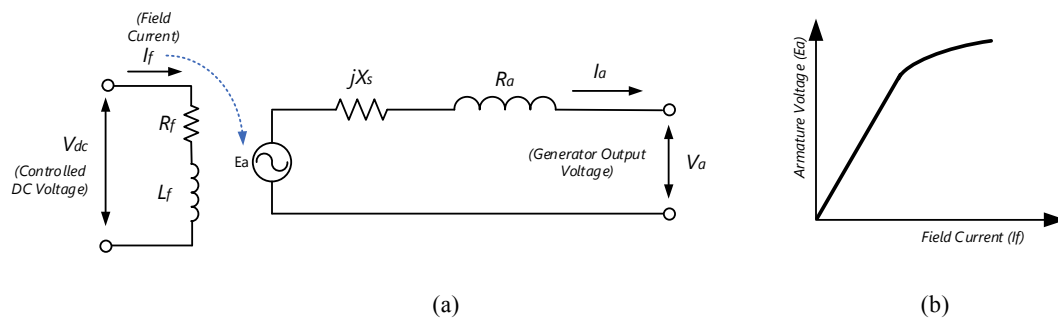 (Field
Current)
If
Rf
Lf
Vdc
(Controlled
DC Voltage)
Ea
jXs
Ra
Ia
(Generator Output
Voltage)
Va
(a)
Armature Voltage (Ea)
Field Current (If)
(b)